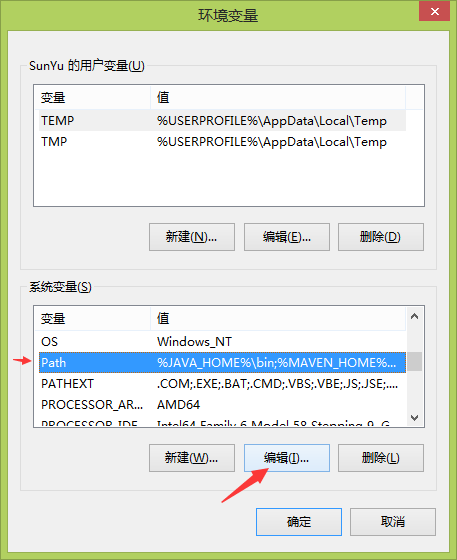 环境变量
SunYu 的用户变量(U)
变量 值
TEMP %USERPROFILE%\AppData\Local\Temp
TMP %USERPROFILE%\AppData\Local\Temp
新建(N)... 编辑(E)... 删除(D)
系统变量(S)
变量 值
OS Windows_NT
Path %JAVA_HOME%\bin;%MAVEN_HOME%...
PATHEXT .COM;.EXE;.BAT;.CMD;.VBS;.VBE;.JS;.JSE;....
PROCESSOR_AR... AMD64
PROCESSOR_IDE Intel64 Family 6 Model 58 Stepping 9, G
新建(W)... 编辑(I)... 删除(L)
确定 取消